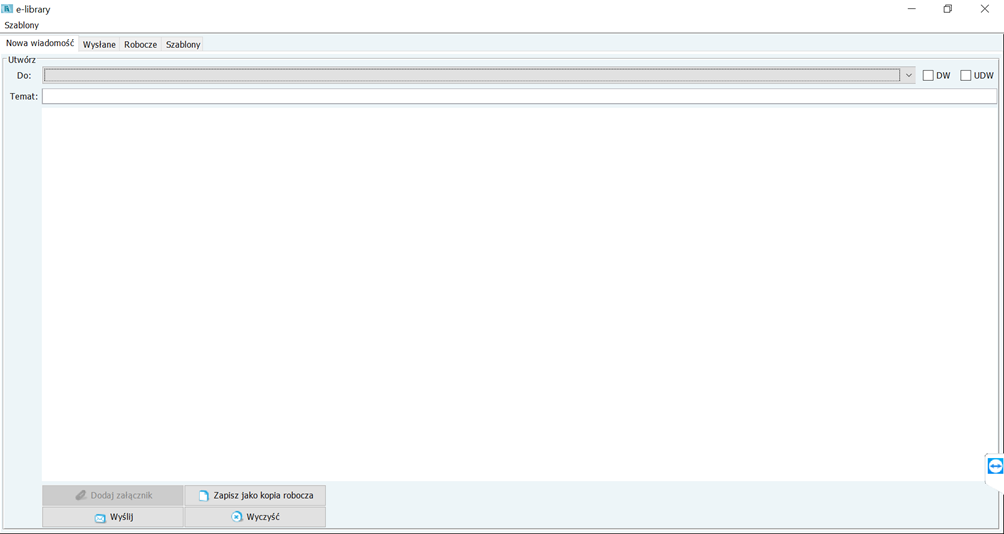 e-library
Szablony
Nowa wiadomość Wysłane Robocze Szablony
Utwórz
Do: DW UDW
Temat:
Dodaj załącznik Zapisz jako kopia robocza
Wyślij Wyczyść